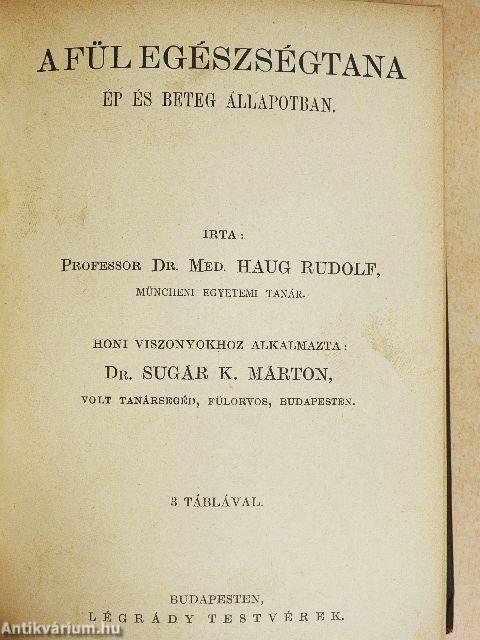 A FÜL EGÉSZSÉGTANA
ÉP ÉS BETEG ÁLLAPOTBAN.
IRTA:
PROFESSOR DR. MED. HAUG RUDOLF,
MÜNCHENI EGYETEMI TANÁR.
HONI VISZONYOKHOZ ALKALMAZTA:
DR. SUGÁR K. MÁRTON,
VOLT TANÁRSEGÉD, FÜLORVOS, BUDAPESTEN.
3 TÁBLÁVAL.
BUDAPESTEN,
LÉGRÁDY TESTVÉREK.
Antikvárium.hu